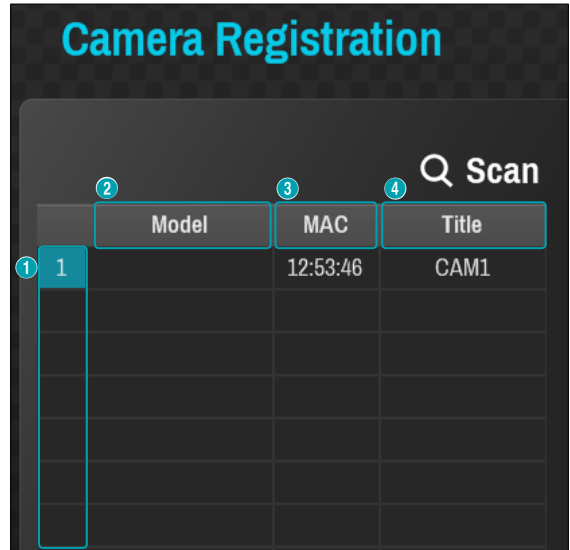 Camera Registration
Scan
2 3 4
Model MAC Title
1 1 12:53:46 CAM1